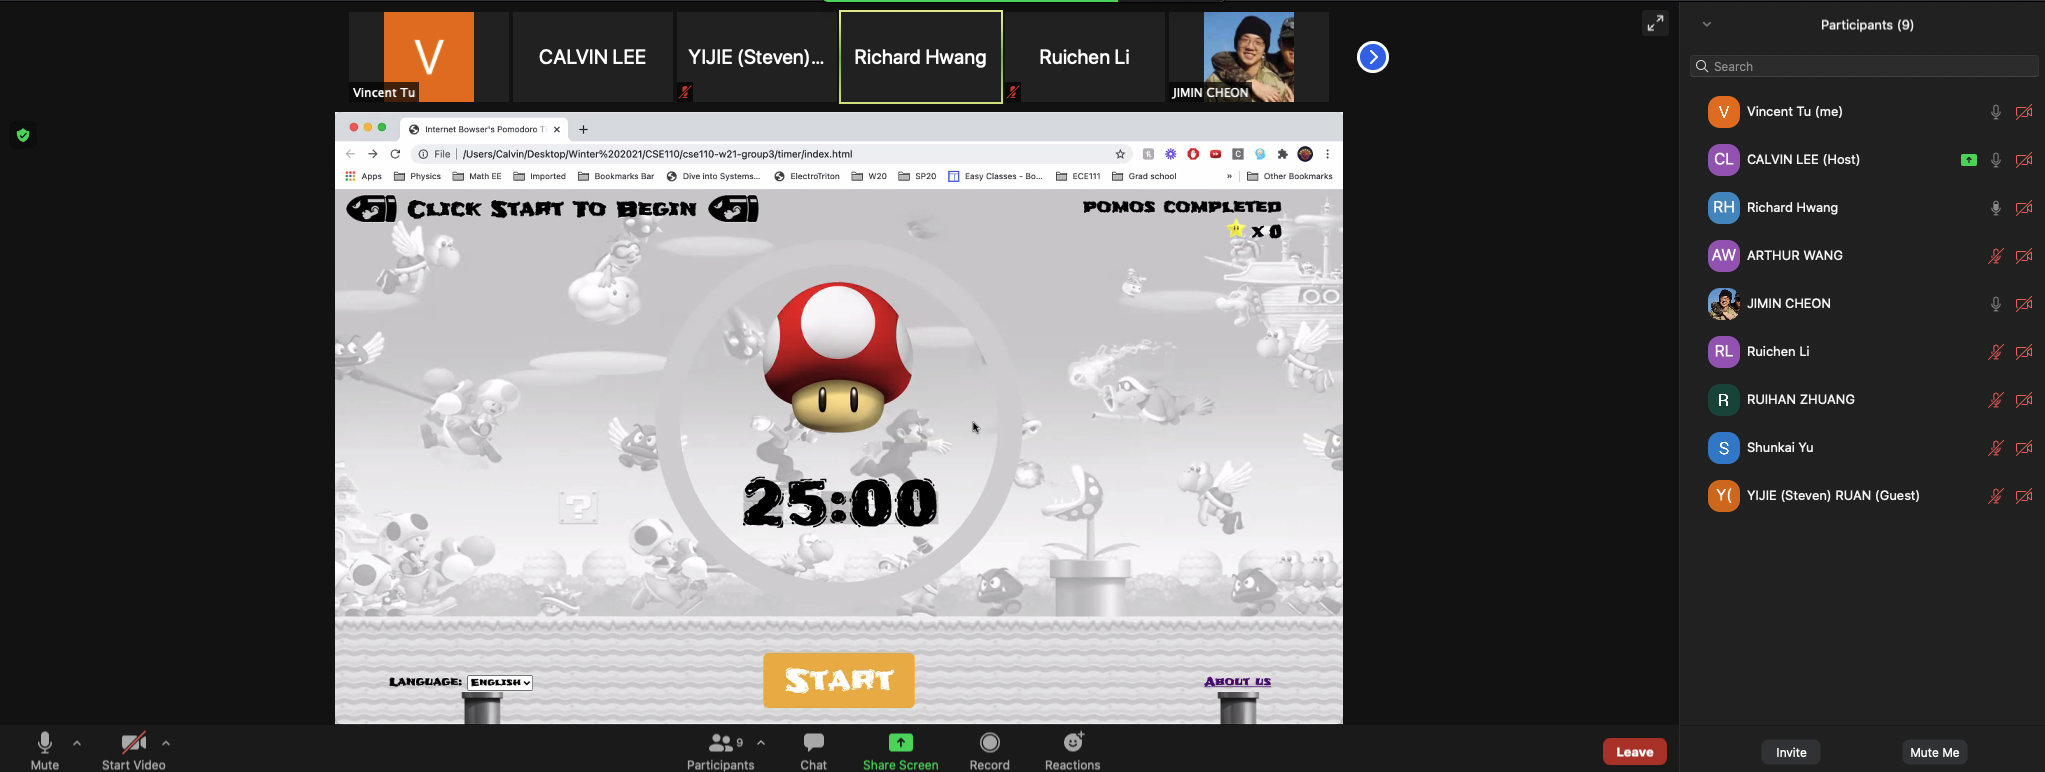 V
Vincent Tu
CALVIN LEE
YIJIE (Steven)...
Richard Hwang
Ruichen Li
JIMIN CHEON
Internet Bowser's Pomodoro T
File
/Users/Calvin/Desktop/Winter%202021/CSE110/cse110-w21-group3/timer/index.html
Apps
Physics
Math EE
Imported
Bookmarks Bar
Dive into Systems...
ElectroTriton
W20
SP20
Easy Classes - Bo...
ECE111
Grad school
»
Other Bookmarks
Click Start To Begin
POMOS COMPLETED
x 0
25:00
Start
Language: English
About us
Participants (9)
Search
V Vincent Tu (me)
CL CALVIN LEE (Host)
RH Richard Hwang
AW ARTHUR WANG
JIMIN CHEON
RL Ruichen Li
R RUIHAN ZHUANG
S Shunkai Yu
Y( YIJIE (Steven) RUAN (Guest)
Mute
Start Video
9
Participants
Chat
Share Screen
Record
Reactions
Leave
Invite
Mute Me